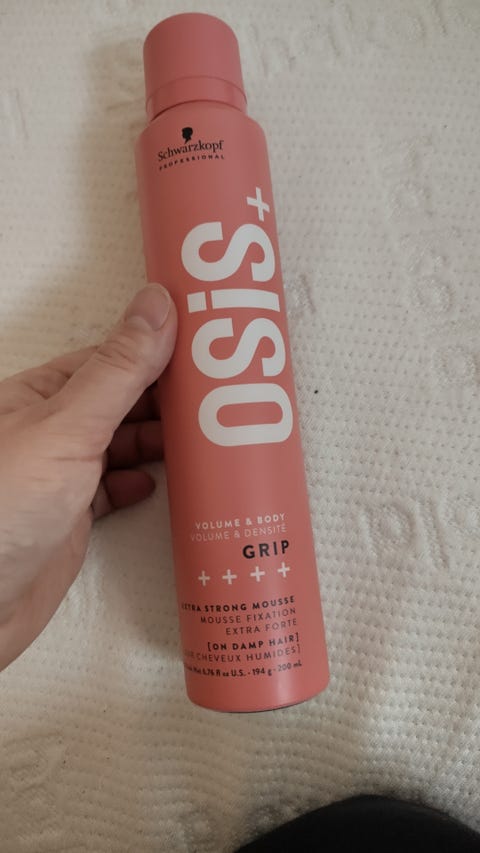 Schwarzkopf
PROFESSIONAL
OSiS+
VOLUME & BODY
VOLUME & DENSITÉ
GRIP
++++
EXTRA STRONG MOUSSE
MOUSSE FIXATION
EXTRA FORTE
[ON DAMP HAIR]
CHEVEUX HUMIDES]
6.76 fl oz U.S. - 194 g - 200 mL